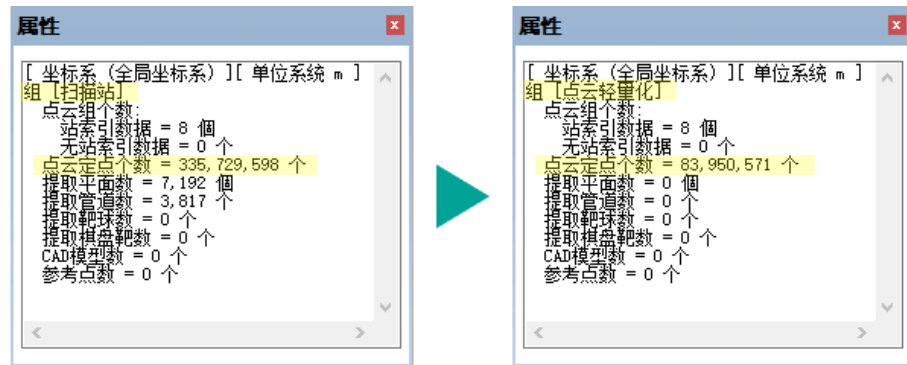 属性
[ 坐标系（全局坐标系）][ 单位系统 m ]
组 [扫描站]
点云组个数:
站索引数据 = 8 個
无站索引数据 = 0 个
点云定点个数 = 335,729,598 个
提取平面数 = 7,192 個
提取管道数 = 3,817 个
提取靶球数 = 0 个
提取棋盘靶数 = 0 个
CAD模型数 = 0 个
参考点数 = 0 个
属性
[ 坐标系（全局坐标系）][ 单位系统 m ]
组 [点云轻量化]
点云组个数:
站索引数据 = 8 個
无站索引数据 = 0 个
点云定点个数 = 83,950,571 个
提取平面数 = 0 個
提取管道数 = 0 个
提取靶球数 = 0 个
提取棋盘靶数 = 0 个
CAD模型数 = 0 个
参考点数 = 0 个